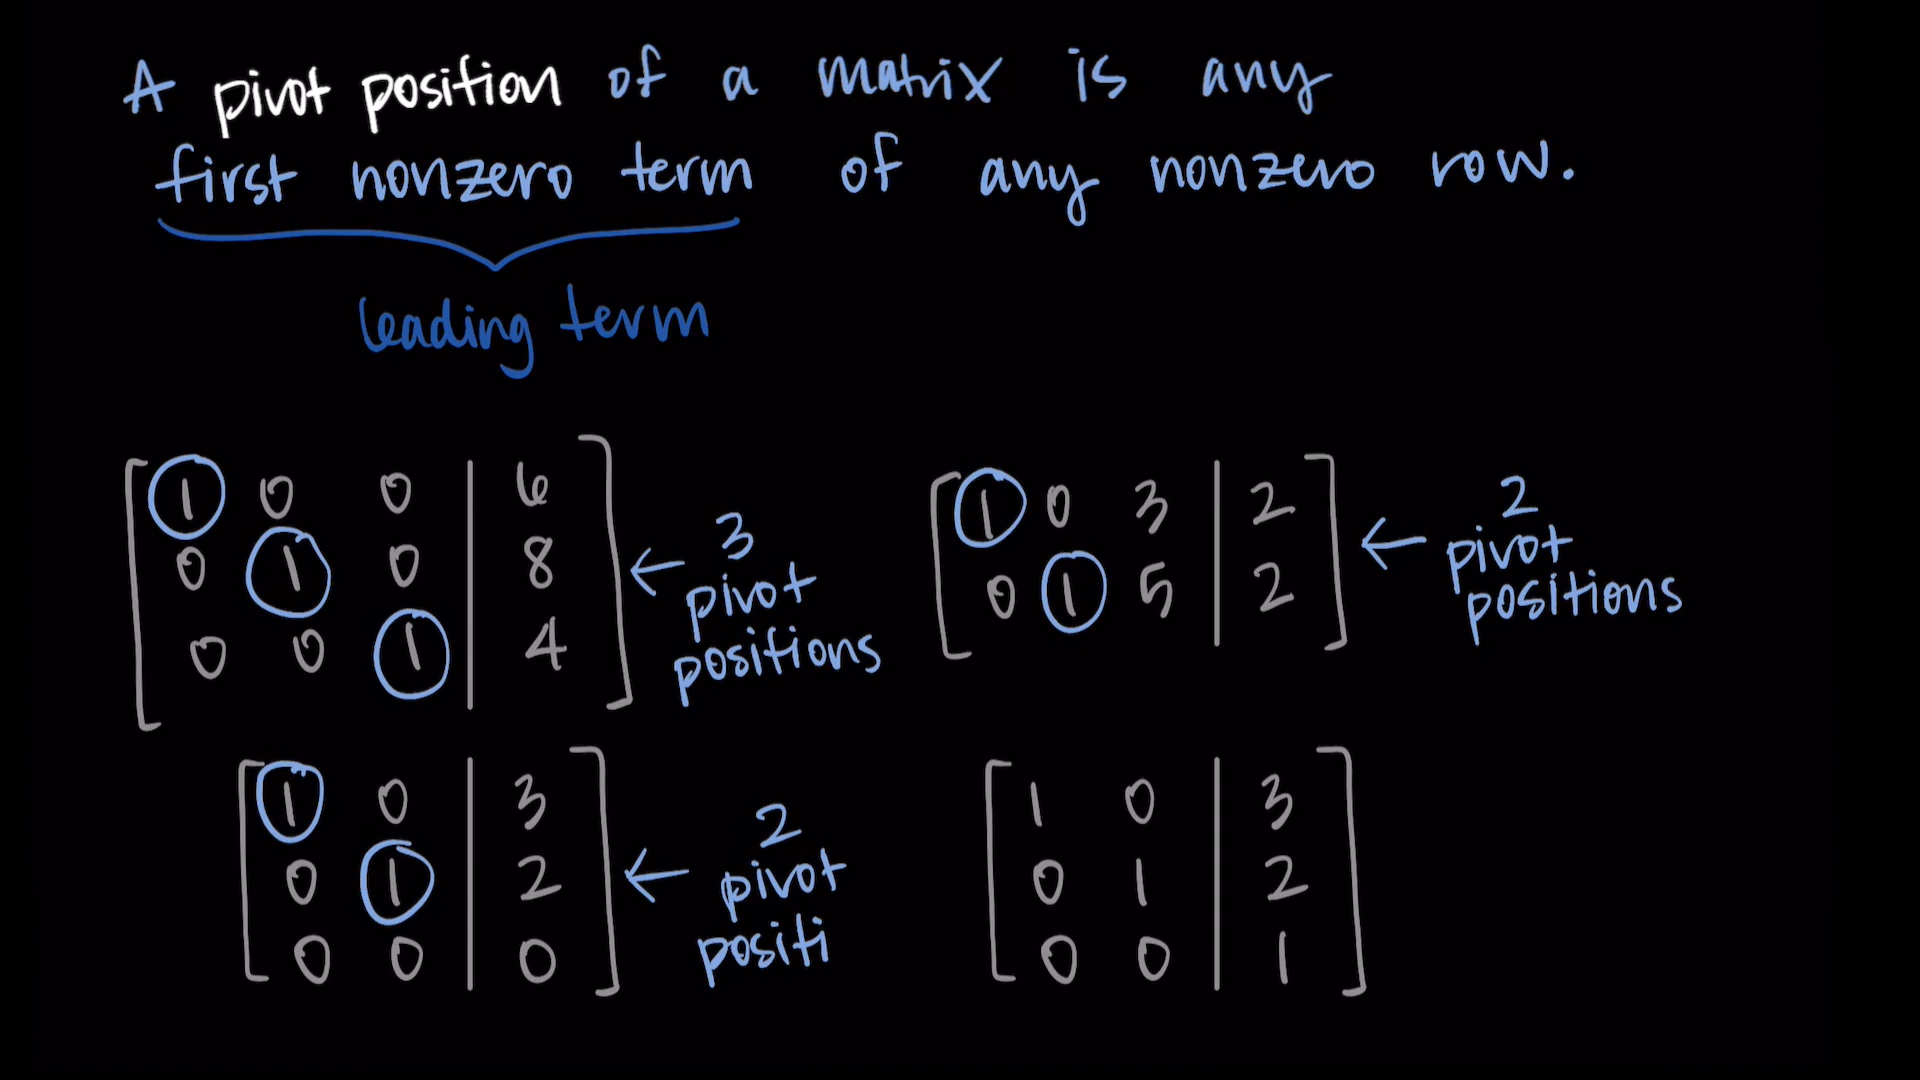 A pivot position of a matrix is any
first nonzero term of any nonzero row.
leading term
[ 1 0 0 | 6 ]
[ 0 1 0 | 8 ]
[ 0 0 1 | 4 ]
← 3
pivot
positions
[ 1 0 3 | 2 ]
[ 0 1 5 | 2 ]
← 2
pivot
positions
[ 1 0 | 3 ]
[ 0 1 | 2 ]
[ 0 0 | 0 ]
← 2
pivot
positi
[ 1 0 | 3 ]
[ 0 1 | 2 ]
[ 0 0 | 1 ]